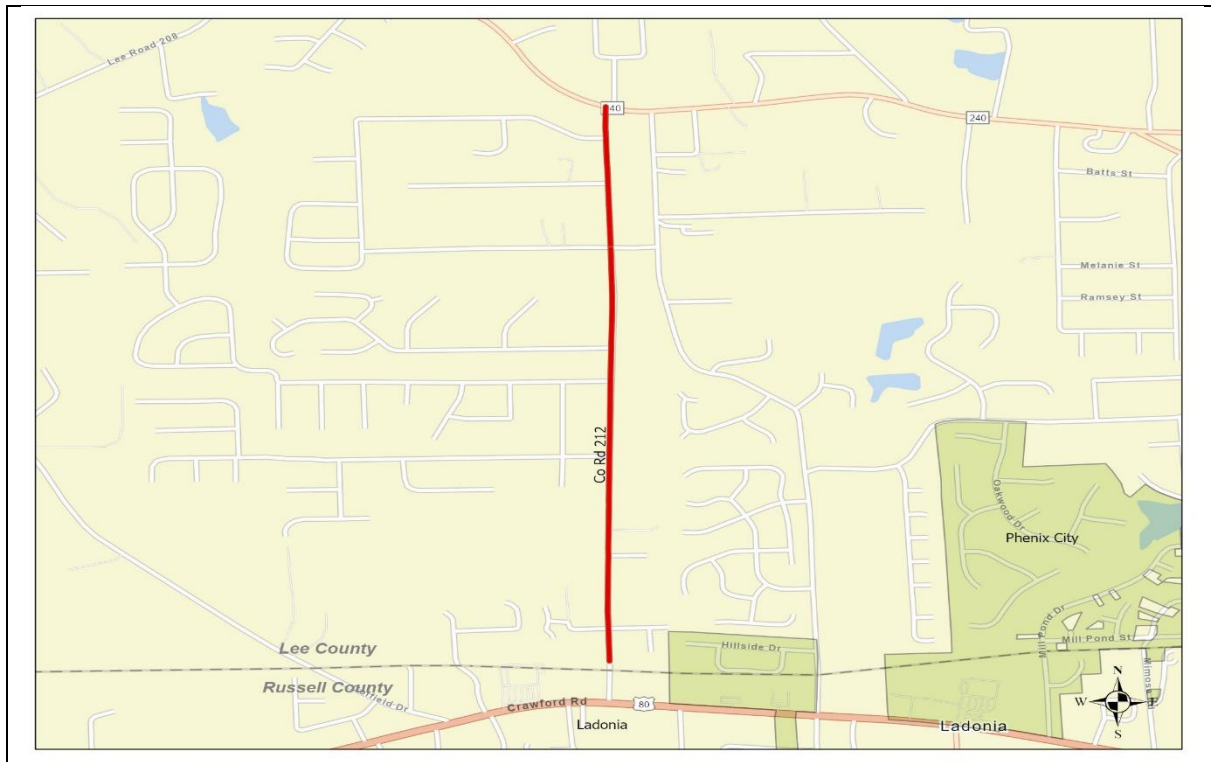 Lee Road 208
40
240
Batts St
Melanie St
Ramsey St
Co Rd 212
Oakwood Dr
Phenix City
Mill Pond Dr
Mill Pond St
Hillside Dr
Lee County
Russell County
Crawford Rd
80
Ladonia
Ladonia
N
W E
S